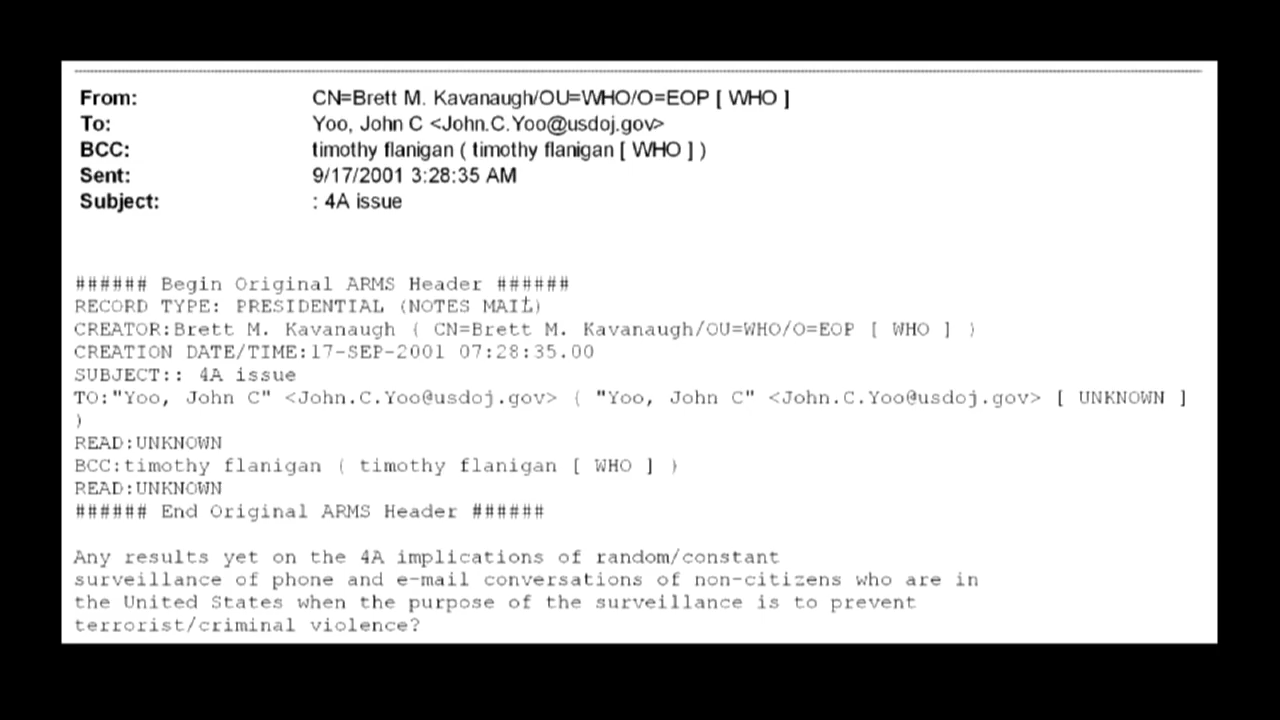 From: CN=Brett M. Kavanaugh/OU=WHO/O=EOP [ WHO ]
To: Yoo, John C <John.C.Yoo@usdoj.gov>
BCC: timothy flanigan ( timothy flanigan [ WHO ] )
Sent: 9/17/2001 3:28:35 AM
Subject: : 4A issue
###### Begin Original ARMS Header ######
RECORD TYPE: PRESIDENTIAL (NOTES MAIL)
CREATOR:Brett M. Kavanaugh ( CN=Brett M. Kavanaugh/OU=WHO/O=EOP [ WHO ] )
CREATION DATE/TIME:17-SEP-2001 07:28:35.00
SUBJECT:: 4A issue
TO:"Yoo, John C" <John.C.Yoo@usdoj.gov> ( "Yoo, John C" <John.C.Yoo@usdoj.gov> [ UNKNOWN ]
)
READ:UNKNOWN
BCC:timothy flanigan ( timothy flanigan [ WHO ] )
READ:UNKNOWN
###### End Original ARMS Header ######
Any results yet on the 4A implications of random/constant
surveillance of phone and e-mail conversations of non-citizens who are in
the United States when the purpose of the surveillance is to prevent
terrorist/criminal violence?